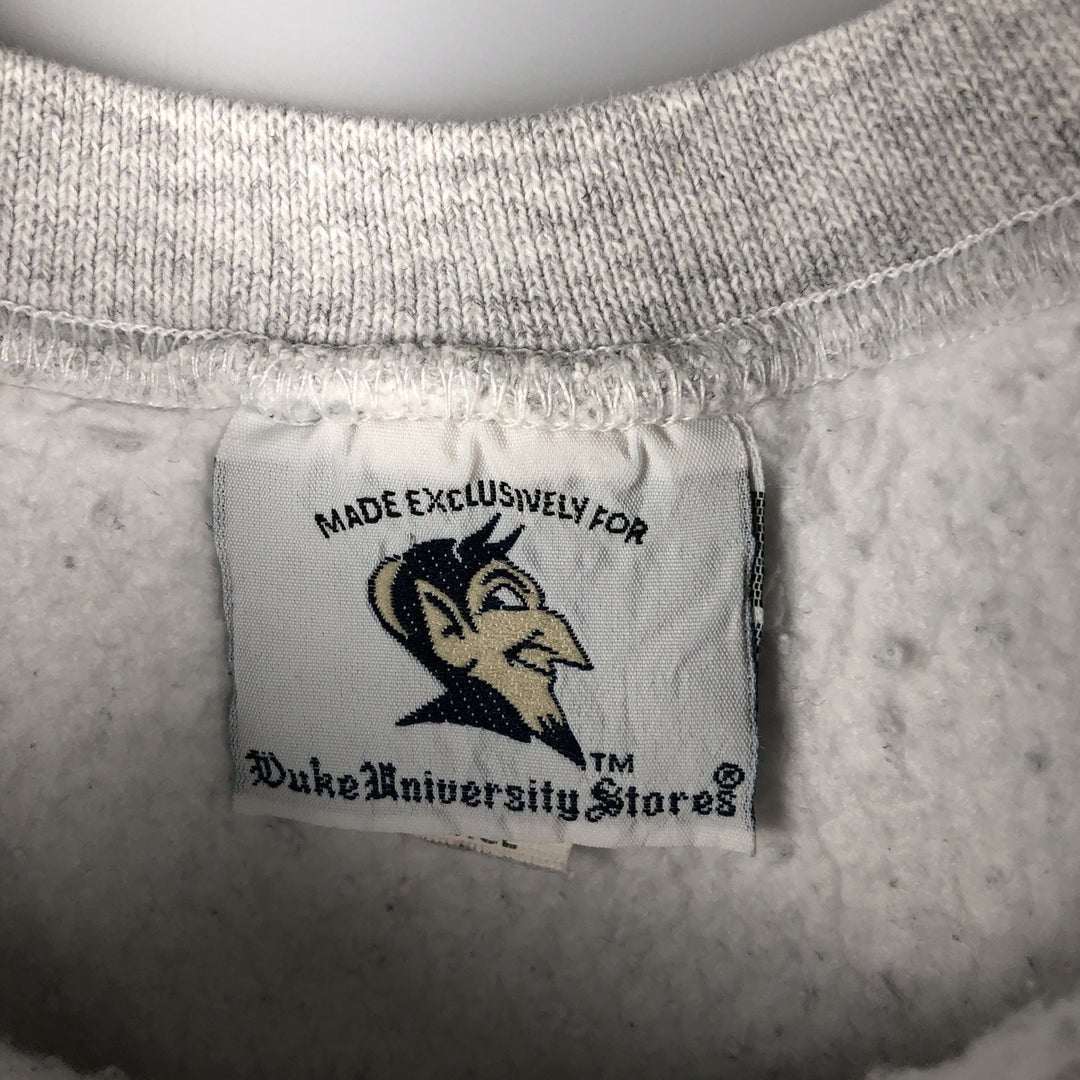 MADE EXCLUSIVELY FOR
TM
Duke University Stores®